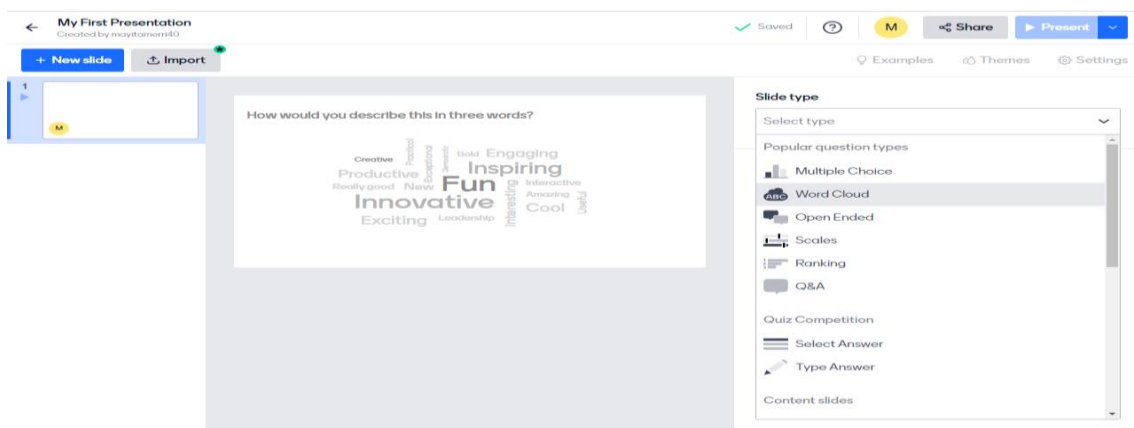 My First Presentation
Created by mayitamem40
Saved
?
M
Share
Present
+ New slide
Import
Examples
Themes
Settings
1
M
How would you describe this in three words?
Creative
Practical
Exceptional
Bold
Engaging
Productive
Inspiring
Really good
New
Fun
Interesting
Interactive
Amazing
Useful
Innovative
Cool
Exciting
Leadership
Slide type
Select type
Popular question types
Multiple Choice
ABC
Word Cloud
Open Ended
Scales
Ranking
Q&A
Quiz Competition
Select Answer
Type Answer
Content slides